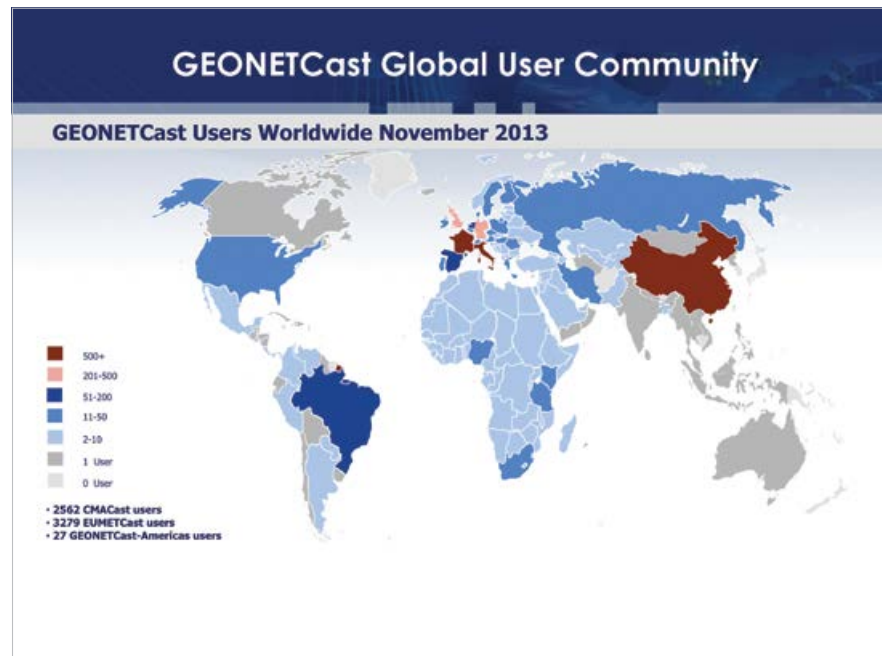 GEONETCast Global User Community
GEONETCast Users Worldwide November 2013
500+
201-500
51-200
11-50
2-10
1 User
0 User
• 2562 CMACast users
• 3279 EUMETCast users
• 27 GEONETCast-Americas users